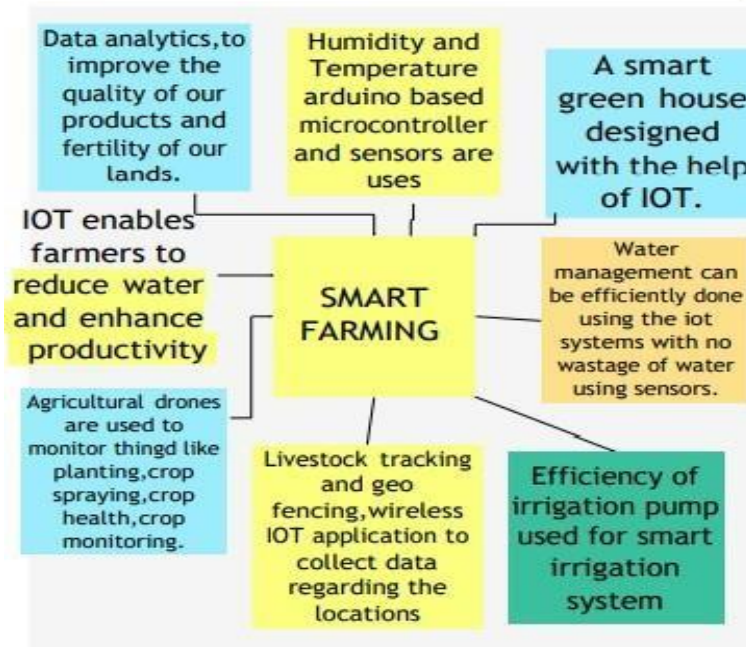 Data analytics,to
improve the
quality of our
products and
fertility of our
lands.
Humidity and
Temperature
arduino based
microcontroller
and sensors are
uses
A smart
green house
designed
with the help
of IOT.
IOT enables
farmers to
reduce water
and enhance
productivity
SMART
FARMING
Water
management can
be efficiently done
using the iot
systems with no
wastage of water
using sensors.
Agricultural drones
are used to
monitor thingd like
planting,crop
spraying,crop
health,crop
monitoring.
Livestock tracking
and geo
fencing,wireless
IOT application to
collect data
regarding the
locations
Efficiency of
irrigation pump
used for smart
irrigation
system